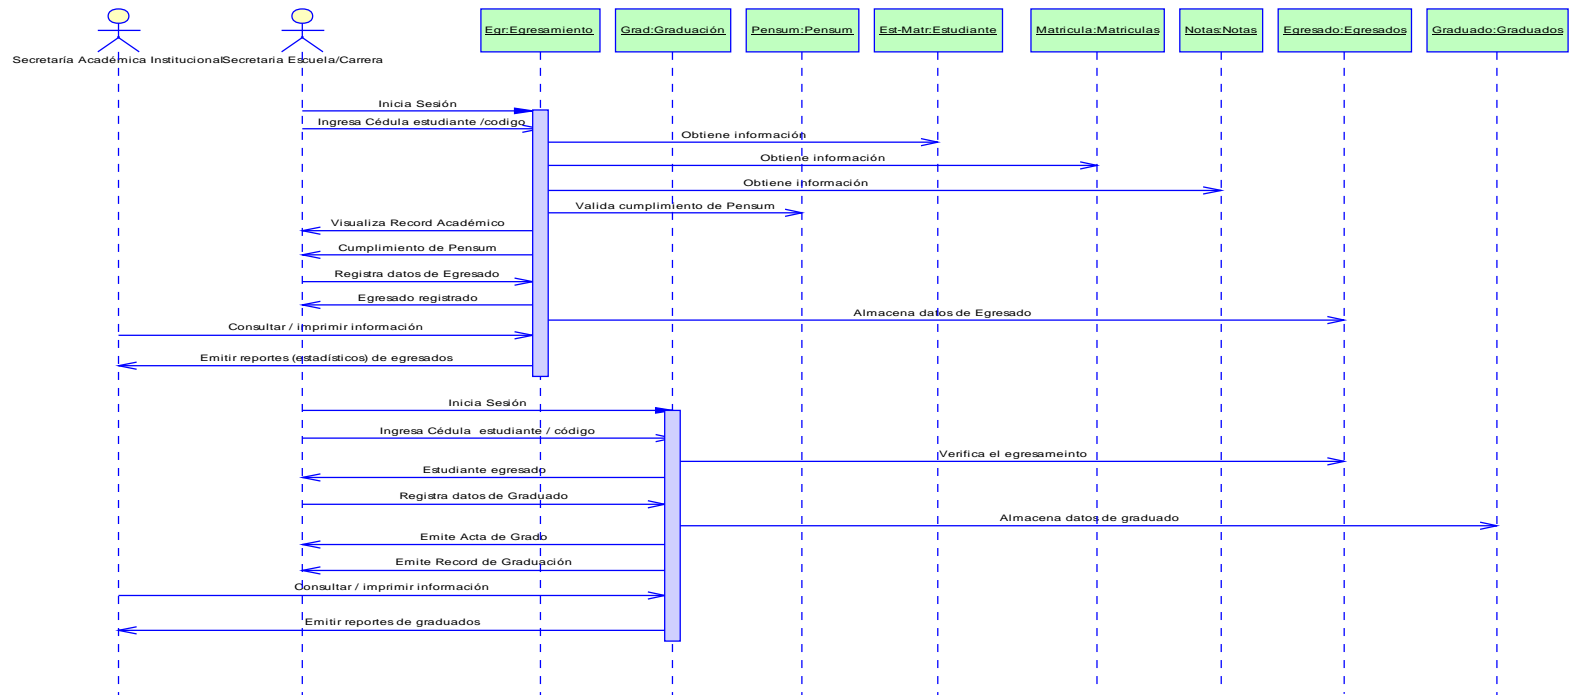 Egr:Egresamiento
Grad:Graduación
Pensum:Pensum
Est-Matr:Estudiante
Matricula:Matriculas
Notas:Notas
Egresado:Egresados
Graduado:Graduados
Secretaría Académica Institucional
Secretaria Escuela/Carrera
Inicia Sesión
Ingresa Cédula estudiante /codigo
Obtiene información
Obtiene información
Obtiene información
Valida cumplimiento de Pensum
Visualiza Record Académico
Cumplimiento de Pensum
Registra datos de Egresado
Egresado registrado
Almacena datos de Egresado
Consultar / imprimir información
Emitir reportes (estadísticos) de egresados
Inicia Sesión
Ingresa Cédula estudiante / código
Verifica el egresameinto
Estudiante egresado
Registra datos de Graduado
Almacena datos de graduado
Emite Acta de Grado
Emite Record de Graduación
Consultar / imprimir información
Emitir reportes de graduados